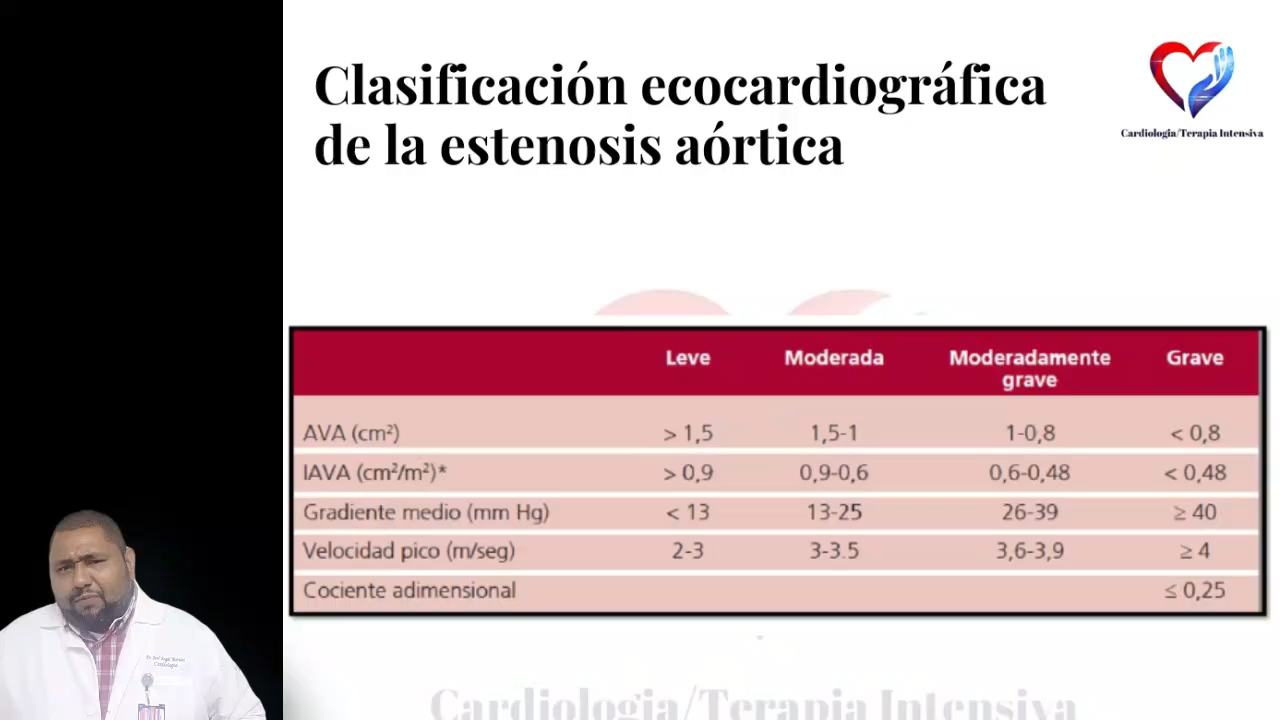 Clasificación ecocardiográfica
de la estenosis aórtica
Cardiologia/Terapia Intensiva
Leve Moderada Moderadamente grave Grave
AVA (cm²) > 1,5 1,5-1 1-0,8 < 0,8
IAVA (cm²/m²)* > 0,9 0,9-0,6 0,6-0,48 < 0,48
Gradiente medio (mm Hg) < 13 13-25 26-39 ≥ 40
Velocidad pico (m/seg) 2-3 3-3.5 3,6-3,9 ≥ 4
Cociente adimensional ≤ 0,25
Cardiologia/Terapia Intensiva
Cardiologia